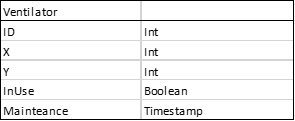 Ventilator
ID Int
X Int
Y Int
InUse Boolean
Mainteance Timestamp